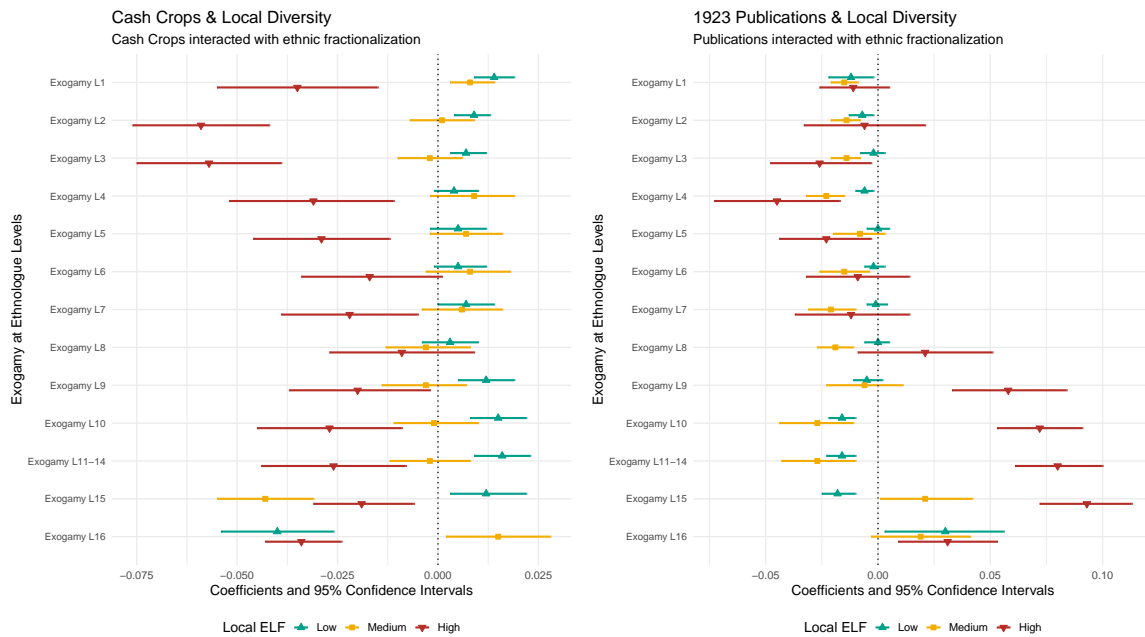 Cash Crops & Local Diversity
Cash Crops interacted with ethnic fractionalization
Exogamy at Ethnologue Levels
Exogamy L1
Exogamy L2
Exogamy L3
Exogamy L4
Exogamy L5
Exogamy L6
Exogamy L7
Exogamy L8
Exogamy L9
Exogamy L10
Exogamy L11−14
Exogamy L15
Exogamy L16
−0.075 −0.050 −0.025 0.000 0.025
Coefficients and 95% Confidence Intervals
Local ELF Low Medium High
1923 Publications & Local Diversity
Publications interacted with ethnic fractionalization
Exogamy at Ethnologue Levels
Exogamy L1
Exogamy L2
Exogamy L3
Exogamy L4
Exogamy L5
Exogamy L6
Exogamy L7
Exogamy L8
Exogamy L9
Exogamy L10
Exogamy L11−14
Exogamy L15
Exogamy L16
−0.05 0.00 0.05 0.10
Coefficients and 95% Confidence Intervals
Local ELF Low Medium High